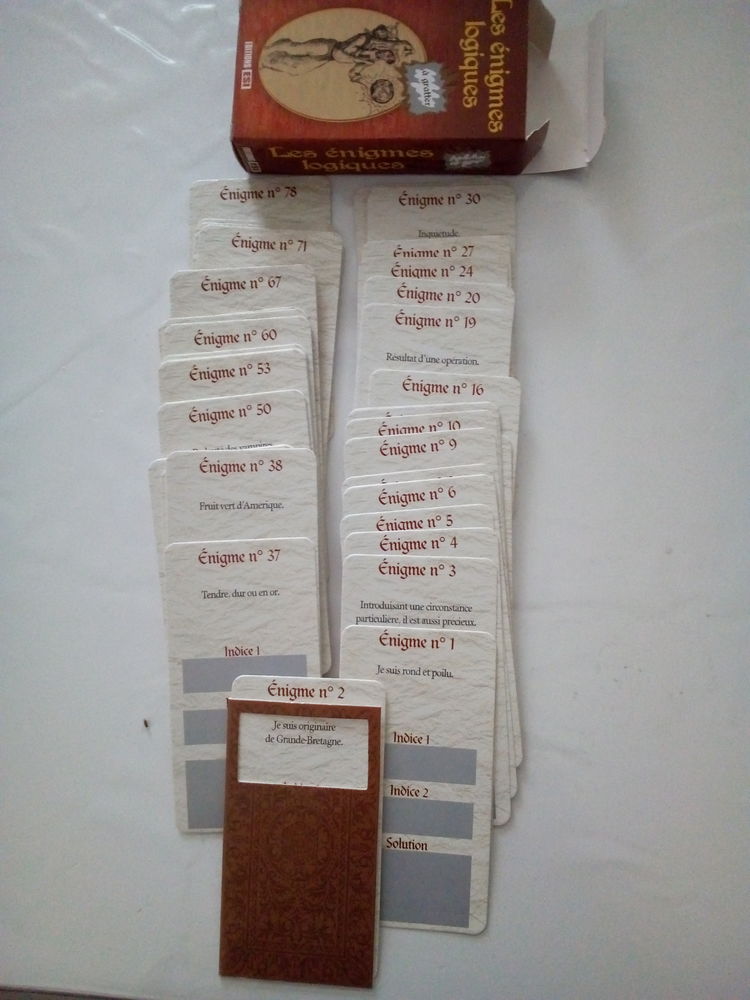 Les énigmes
logiques
à gratter
EDITIONS ESI
Les énigmes
logiques
Énigme n° 78
Énigme n° 71
Énigme n° 67
Énigme n° 60
Énigme n° 53
Énigme n° 50
Énigme n° 38
Fruit vert d'Amérique.
Énigme n° 37
Tendre, dur ou en or.
Indice 1
Énigme n° 30
Inquiétude.
Énigme n° 27
Énigme n° 24
Énigme n° 20
Énigme n° 19
Résultat d'une opération.
Énigme n° 16
Énigme n° 10
Énigme n° 9
Énigme n° 6
Énigme n° 5
Énigme n° 4
Énigme n° 3
Introduisant une circonstance
particulière, il est aussi précieux.
Énigme n° 1
Je suis rond et poilu.
Indice 1
Indice 2
Solution
Énigme n° 2
Je suis originaire
de Grande-Bretagne.